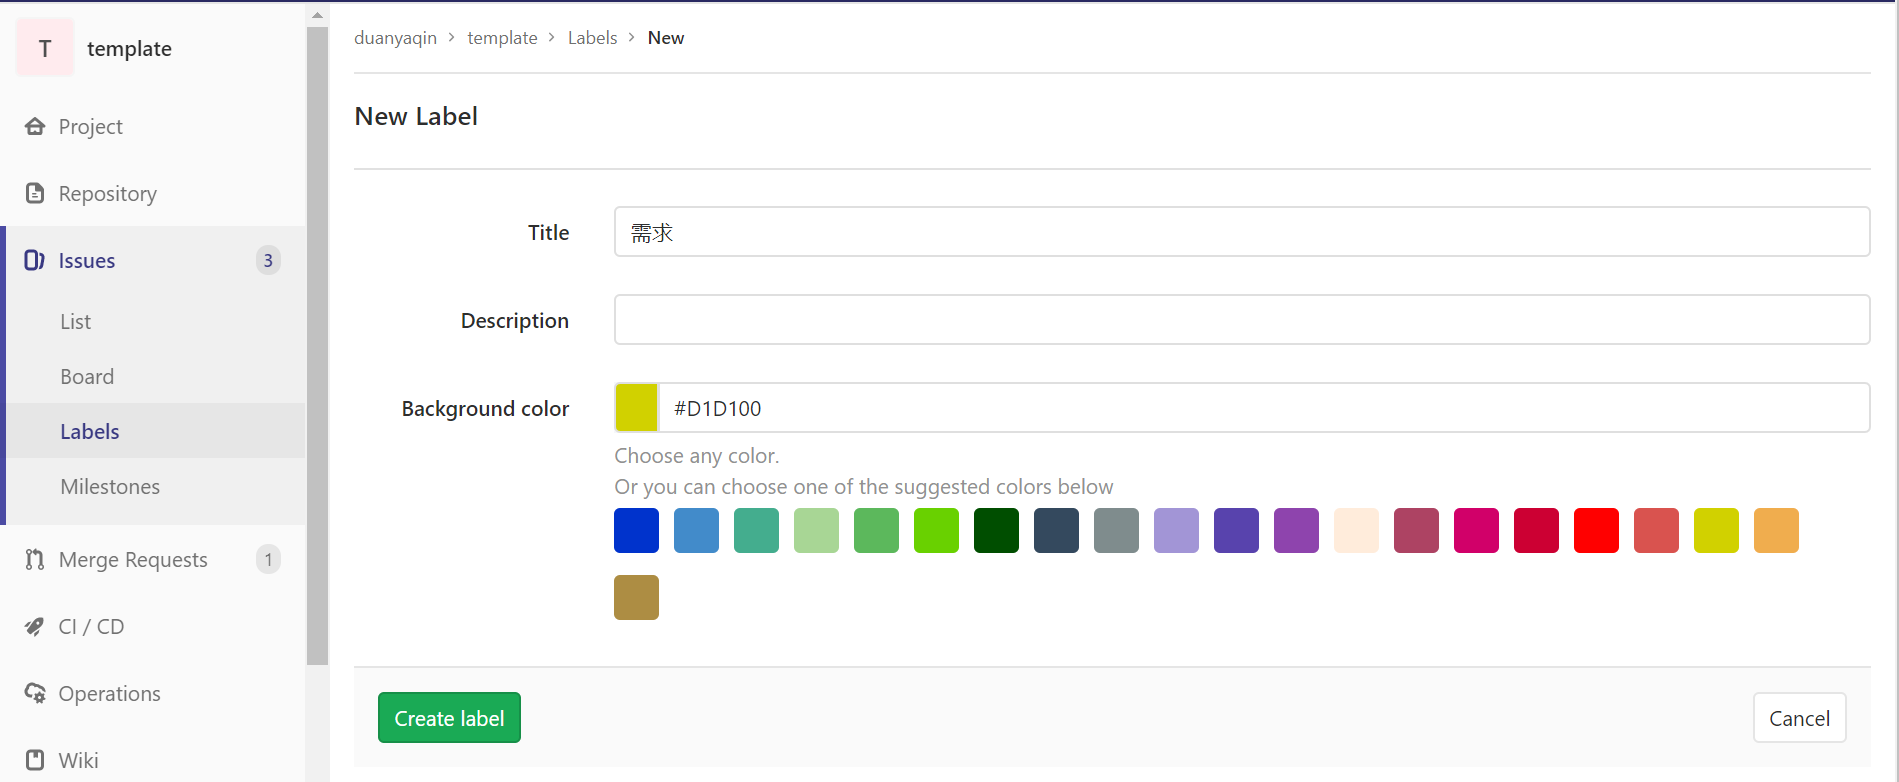 T template
Project
Repository
Issues 3
List
Board
Labels
Milestones
Merge Requests 1
CI / CD
Operations
Wiki
duanyaqin > template > Labels > New
New Label
Title 需求
Description
Background color #D1D100
Choose any color.
Or you can choose one of the suggested colors below
Create label Cancel